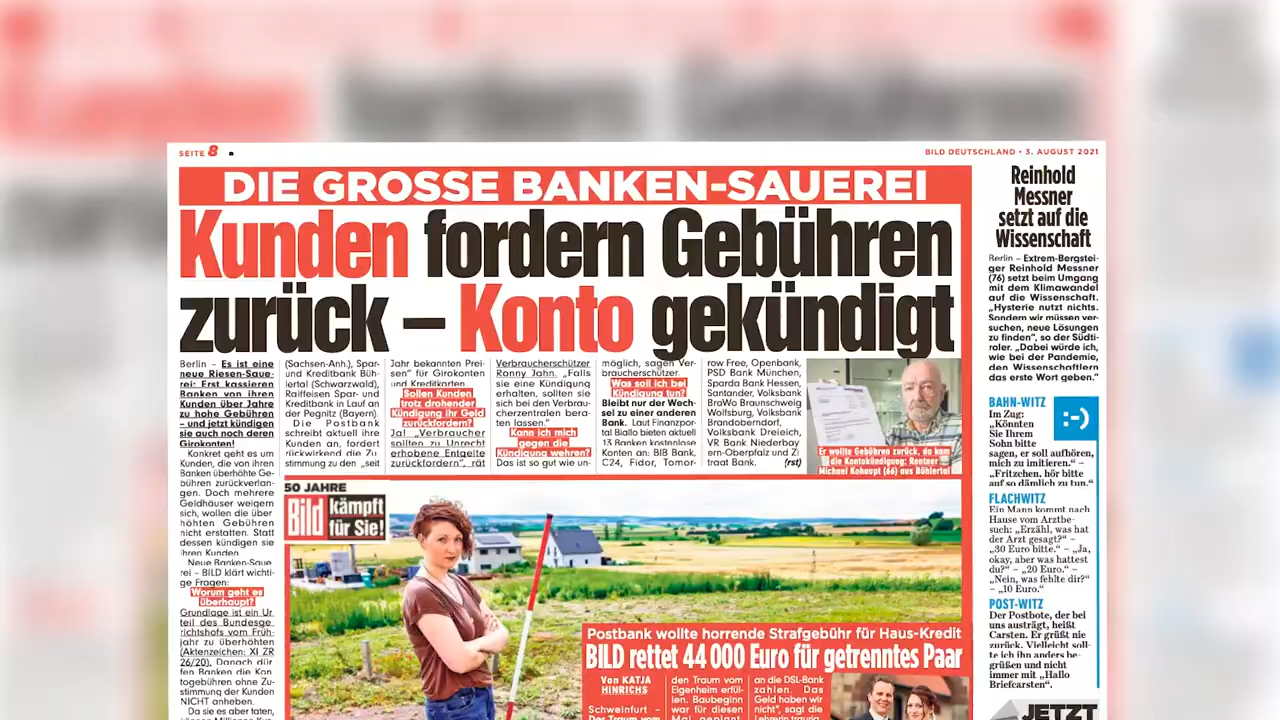 SEITE 8
BILD DEUTSCHLAND • 3. AUGUST 2021
DIE GROSSE BANKEN-SAUEREI
Kunden fordern Gebühren
zurück – Konto gekündigt
Berlin – Es ist eine
neue Riesen-Saue-
rei: Erst kassieren
Banken von ihren
Kunden über Jahre
zu hohe Gebühren
– und jetzt kündigen
sie auch noch deren
Girokonten!
Konkret geht es um
Kunden, die von ihren
Banken überhöhte Ge-
bühren zurückverlan-
gen. Doch mehrere
Geldhäuser weigern
sich, wollen die über
höhten Gebühren
nicht erstatten. Statt
dessen kündigen sie
ihren Kunden
Neue Banken-Saue
rei – BILD klärt wichti-
ge Fragen:
Worum geht es
überhaupt?
Grundlage ist ein Ur
teil des Bundesge
richtshofs vom Früh-
jahr zu überhöhten
(Aktenzeichen: XI ZR
26/20). Danach dür
fen Banken die Kon
togebühren ohne Zu-
stimmung der Kunden
NICHT anheben.
Da sie es aber taten,
(Sachsen-Anh.), Spar-
und Kreditbank Büh-
lertal (Schwarzwald),
Raiffeisen Spar- und
Kreditbank in Lauf an
der Pegnitz (Bayern).
Die Postbank
schreibt aktuell ihre
Kunden an, fordert
rückwirkend die Zu-
stimmung zu den „seit
Jahr bekannten Prei-
sen“ für Girokonten
und Kreditkarten
Sollen Kunden
trotz drohender
Kündigung ihr Geld
zurückfordern?
Ja! „Verbraucher
sollten zu Unrecht
erhobene Entgelte
zurückfordern“, rät
Verbraucherschützer
Ronny Jahn. „Falls
sie eine Kündigung
erhalten, sollten sie
sich bei den Verbrau-
cherzentralen bera-
ten lassen.“
Kann ich mich
gegen die
Kündigung wehren?
Das ist so gut wie un-
möglich, sagen Ver-
braucherschützer.
Was soll ich bei
Kündigung tun?
Bleibt nur der Wech-
sel zu einer anderen
Bank. Laut Finanzpor-
tal Biallo bieten aktuell
13 Banken kostenlose
Konten an: BIB Bank,
C24, Fidor, Tomor-
row Free, Openbank,
PSD Bank München,
Sparda Bank Hessen,
Santander, Volksbank
BraWo Braunschweig
Wolfsburg, Volksbank
Brandoberndorf,
Volksbank Dreieich,
VR Bank Niederbay
ern-Oberpfalz und Zi
traat Bank. (rst)
Er wollte Gebühren zurück, da kam
die Kontokündigung: Rentner
Michael Kohoupt (66) aus Bühlertal
50 JAHRE
Bild kämpft
für Sie!
Postbank wollte horrende Strafgebühr für Haus-Kredit
BILD rettet 44 000 Euro für getrenntes Paar
Von KATJA
HINRICHS
Schweinfurt –
Der Traum vom
den Traum vom
Eigenheim erfül-
len. Baubeginn
war für diesen
Mai geplant
an die DSL-Bank
zahlen. Das
Geld haben wir
nicht“, sagt die
Lehrerin traurig
Reinhold
Messner
setzt auf die
Wissenschaft
Berlin – Extrem-Bergstei-
ger Reinhold Messner
(76) setzt beim Umgang
mit dem Klimawandel
auf die Wissenschaft.
„Hysterie nutzt nichts.
Sondern wir müssen ver-
suchen, neue Lösungen
zu finden“, so der Südti-
roler. „Dabei würde ich,
wie bei der Pandemie,
den Wissenschaftlern
das erste Wort geben.“
BAHN-WITZ
Im Zug:
„Könnten
Sie Ihrem
Sohn bitte
sagen, er soll aufhören,
mich zu imitieren.“ –
„Fritzchen, hör bitte
auf so dämlich zu tun.“
:-)
FLACHWITZ
Ein Mann kommt nach
Hause vom Arztbe-
such: „Erzähl, was hat
der Arzt gesagt?“ –
„30 Euro bitte.“ – „Ja,
okay, aber was hattest
du?“ – „20 Euro.“ –
„Nein, was fehlte dir?“
– „10 Euro.“
POST-WITZ
Der Postbote, der bei
uns austrägt, heißt
Carsten. Er grüßt nie
zurück. Vielleicht soll-
te ich ihn anders be-
grüßen und nicht
immer mit „Hallo
Briefcarsten“.
JETZT